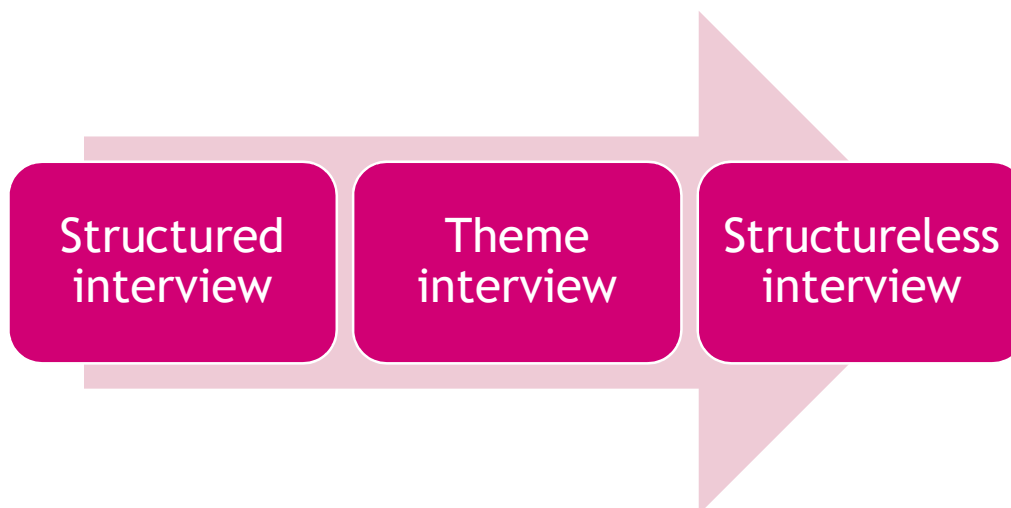 Structured
interview
Theme
interview
Structureless
interview